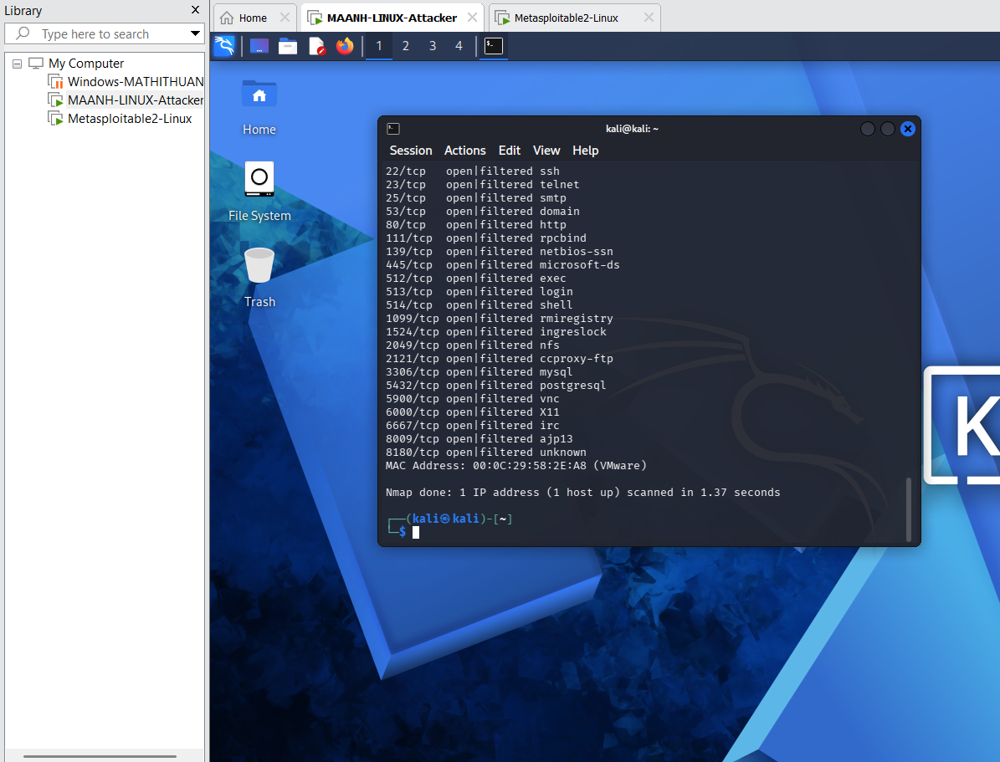 Library
Type here to search
My Computer
Windows-MATHITHUAN
MAANH-LINUX-Attacker
Metasploitable2-Linux
Home
MAANH-LINUX-Attacker
Metasploitable2-Linux
1 2 3 4
Home
File System
Trash
kali@kali: ~
Session Actions Edit View Help
22/tcp open|filtered ssh
23/tcp open|filtered telnet
25/tcp open|filtered smtp
53/tcp open|filtered domain
80/tcp open|filtered http
111/tcp open|filtered rpcbind
139/tcp open|filtered netbios-ssn
445/tcp open|filtered microsoft-ds
512/tcp open|filtered exec
513/tcp open|filtered login
514/tcp open|filtered shell
1099/tcp open|filtered rmiregistry
1524/tcp open|filtered ingreslock
2049/tcp open|filtered nfs
2121/tcp open|filtered ccproxy-ftp
3306/tcp open|filtered mysql
5432/tcp open|filtered postgresql
5900/tcp open|filtered vnc
6000/tcp open|filtered X11
6667/tcp open|filtered irc
8009/tcp open|filtered ajp13
8180/tcp open|filtered unknown
MAC Address: 00:0C:29:58:2E:A8 (VMware)
Nmap done: 1 IP address (1 host up) scanned in 1.37 seconds
┌──(kali㉿kali)-[~]
└─$
K